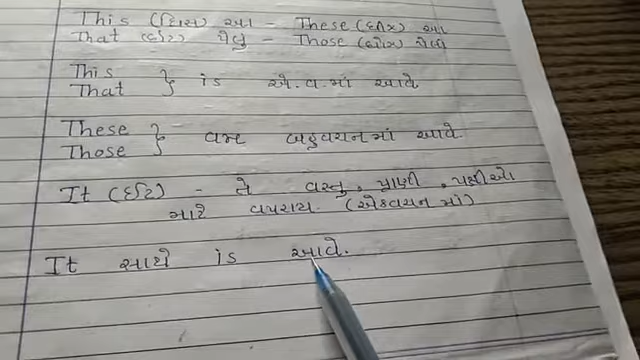 This (ધિસ) આ - These (ધીઝ) આ
That (ધેટ) પેલું - Those (ધોઝ) પેલી
This
That } is એ.વ.માં આવે
These
Those } બહુવચનમાં આવે
It (ઈટ) - તે વસ્તુ, પ્રાણી, પક્ષીઓ
માટે વપરાય. (એકવચન માં)
It સાથે is આવે.